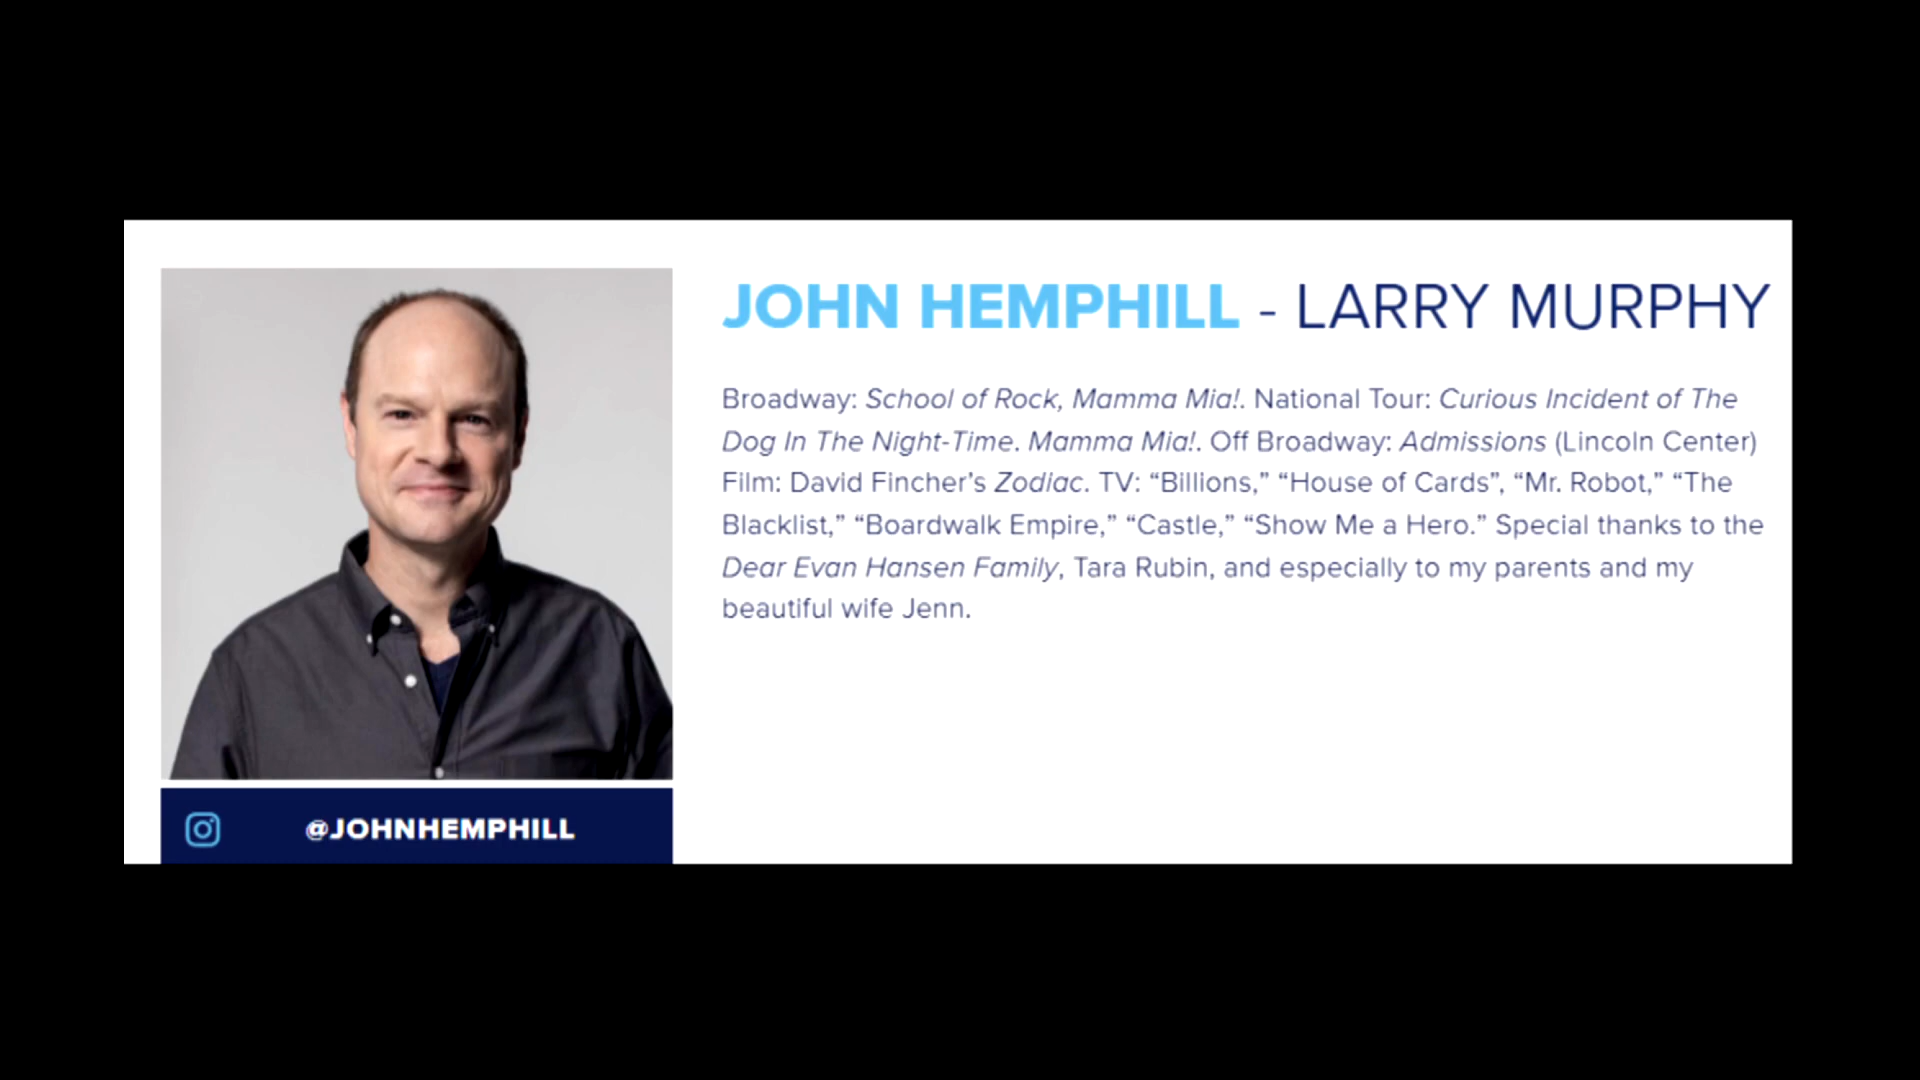 JOHN HEMPHILL - LARRY MURPHY
Broadway: School of Rock, Mamma Mia!. National Tour: Curious Incident of The
Dog In The Night-Time. Mamma Mia!. Off Broadway: Admissions (Lincoln Center)
Film: David Fincher’s Zodiac. TV: “Billions,” “House of Cards”, “Mr. Robot,” “The
Blacklist,” “Boardwalk Empire,” “Castle,” “Show Me a Hero.” Special thanks to the
Dear Evan Hansen Family, Tara Rubin, and especially to my parents and my
beautiful wife Jenn.
@JOHNHEMPHILL